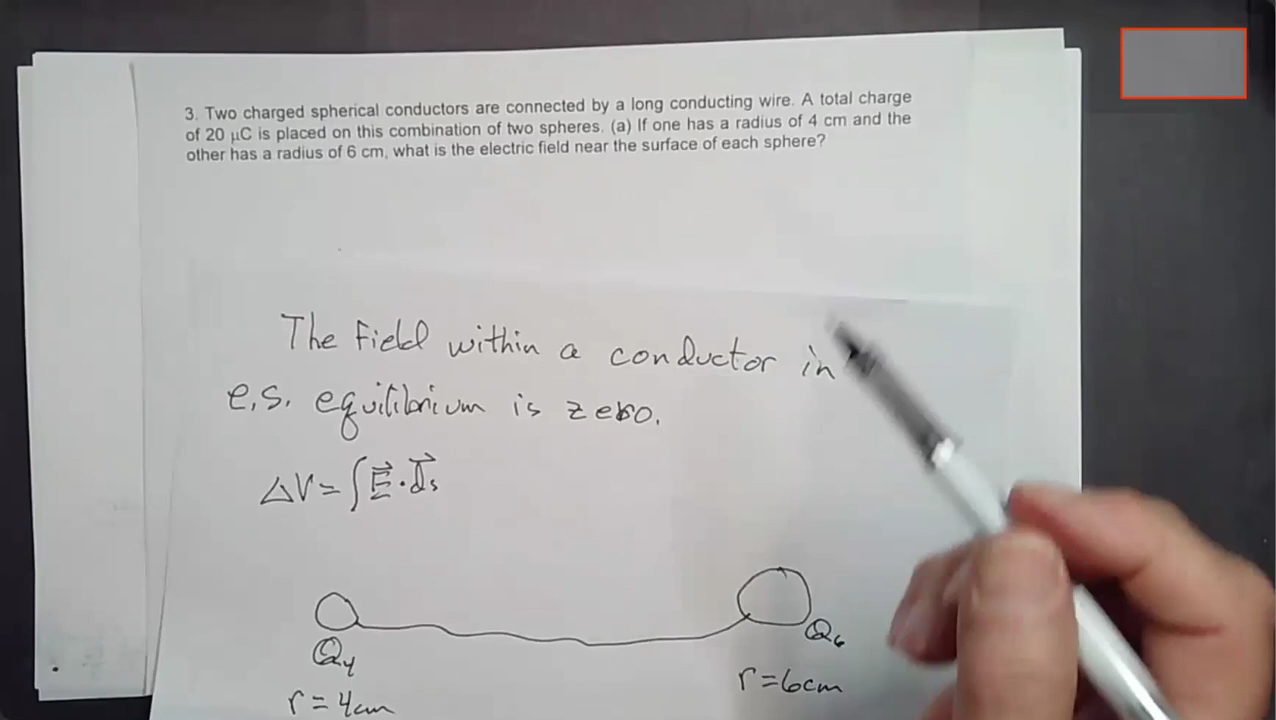 3. Two charged spherical conductors are connected by a long conducting wire. A total charge
of 20 μC is placed on this combination of two spheres. (a) If one has a radius of 4 cm and the
other has a radius of 6 cm, what is the electric field near the surface of each sphere?
The Field within a conductor in
e.s. equilibrium is zero.
ΔV = ∫E⃗·d⃗s
Q₄
Q₆
r = 4cm
r = 6cm